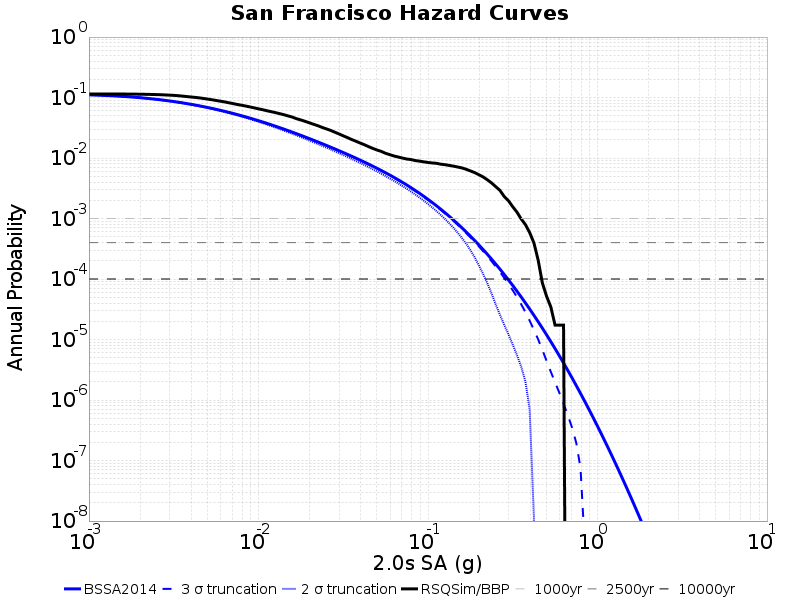 San Francisco Hazard Curves
Annual Probability
10^0
10^-1
10^-2
10^-3
10^-4
10^-5
10^-6
10^-7
10^-8
10^-3 10^-2 10^-1 10^0 10^1
2.0s SA (g)
BSSA2014 3 σ truncation 2 σ truncation RSQSim/BBP 1000yr 2500yr 10000yr